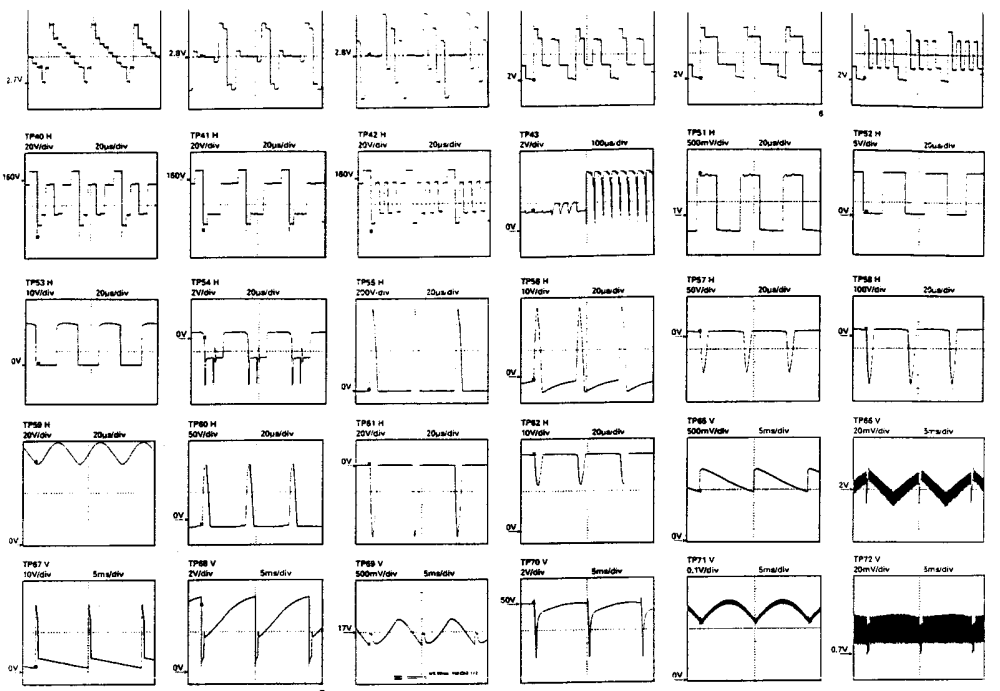 2.7V
2.8V
2.8V
2V
2V
2V
6
TP40 H
20V/div 20µs/div
160V
TP41 H
20V/div 20µs/div
160V
TP42 H
20V/div 20µs/div
160V
TP43
2V/div 100µs/div
0V
TP51 H
500mV/div 20µs/div
1V
TP52 H
5V/div 20µs/div
0V
TP53 H
10V/div 20µs/div
0V
TP54 H
2V/div 20µs/div
0V
TP55 H
200V/div 20µs/div
0V
TP56 H
10V/div 20µs/div
0V
TP57 H
50V/div 20µs/div
0V
TP58 H
100V/div 20µs/div
0V
TP59 H
20V/div 20µs/div
0V
TP60 H
50V/div 20µs/div
0V
TP61 H
20V/div 20µs/div
0V
TP62 H
10V/div 20µs/div
0V
TP65 V
500mV/div 5ms/div
0V
TP66 V
20mV/div 5ms/div
2V
TP67 V
10V/div 5ms/div
0V
TP68 V
2V/div 5ms/div
0V
TP69 V
500mV/div 5ms/div
17V
TP70 V
2V/div 5ms/div
50V
TP71 V
0.1V/div 5ms/div
0V
TP72 V
20mV/div 5ms/div
0.7V